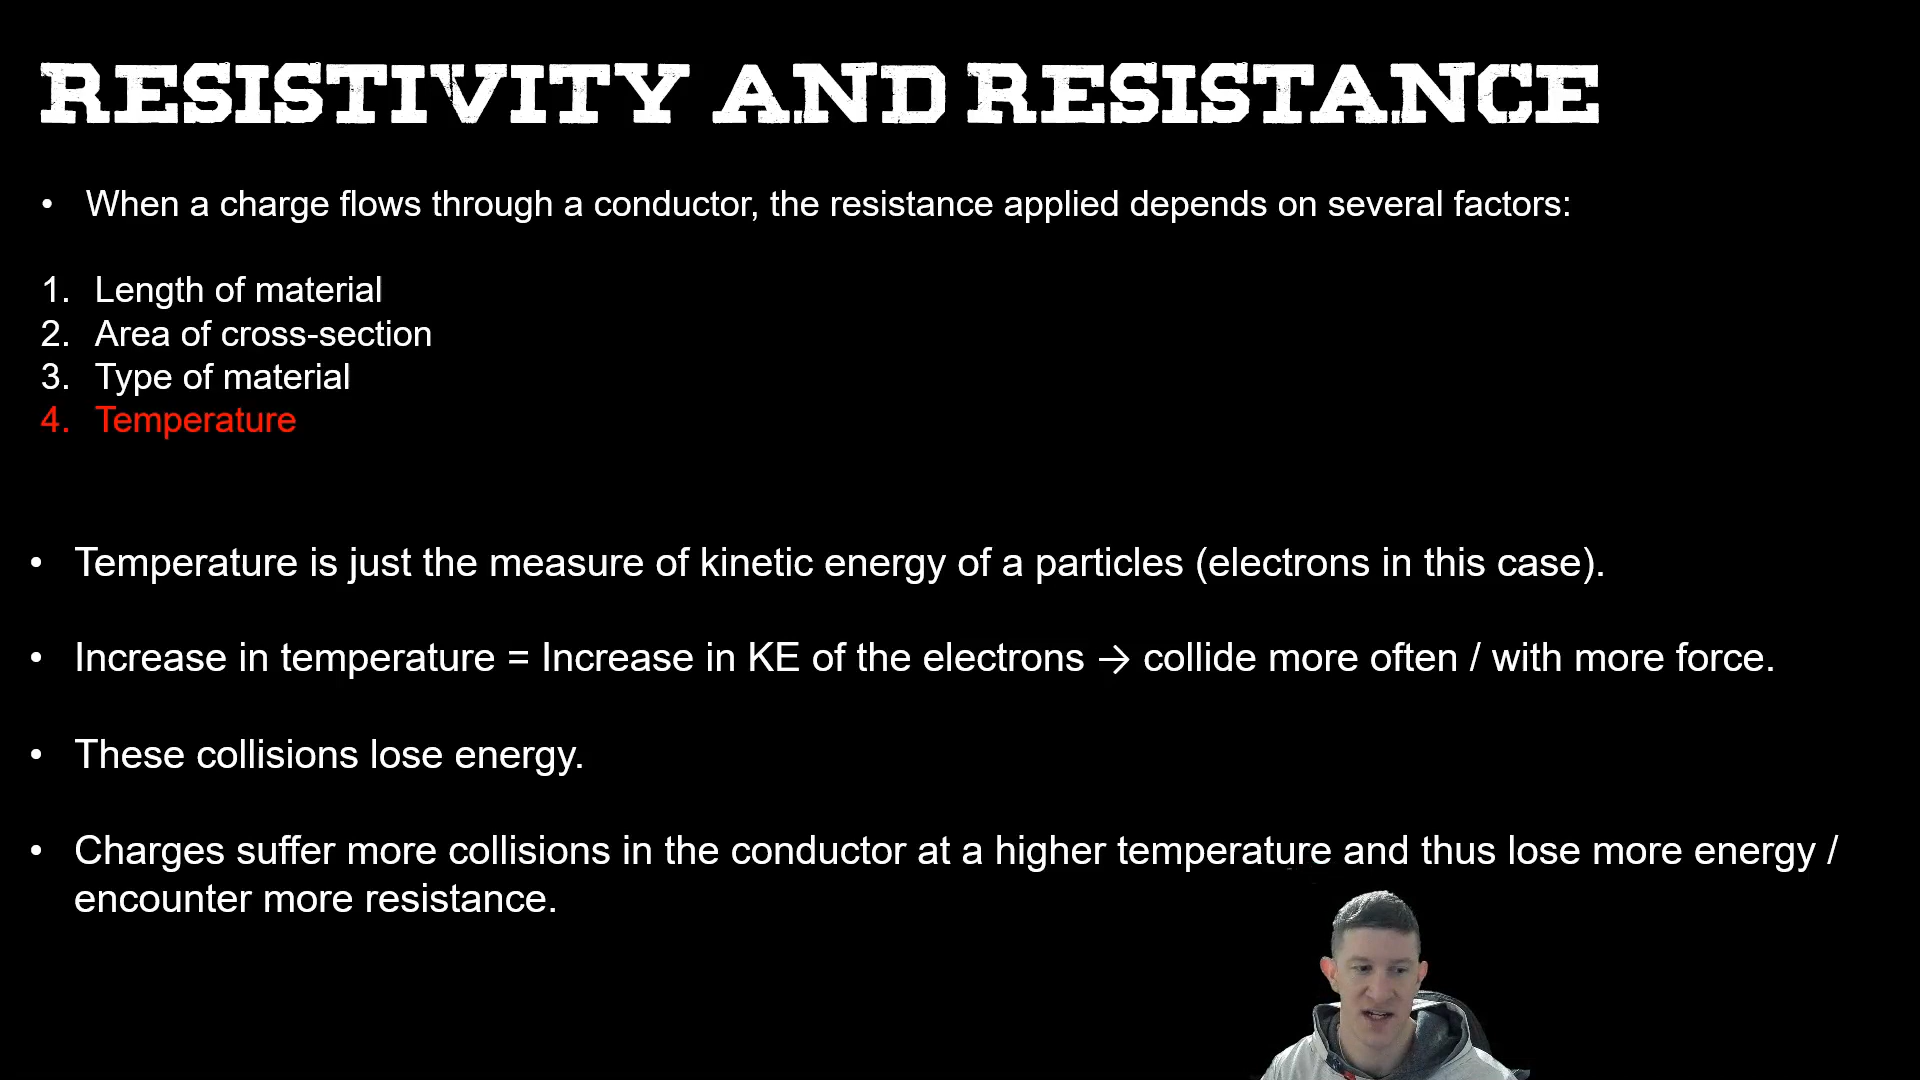 RESISTIVITY AND RESISTANCE
• When a charge flows through a conductor, the resistance applied depends on several factors:
1. Length of material
2. Area of cross-section
3. Type of material
4. Temperature
• Temperature is just the measure of kinetic energy of a particles (electrons in this case).
• Increase in temperature = Increase in KE of the electrons → collide more often / with more force.
• These collisions lose energy.
• Charges suffer more collisions in the conductor at a higher temperature and thus lose more energy /
encounter more resistance.